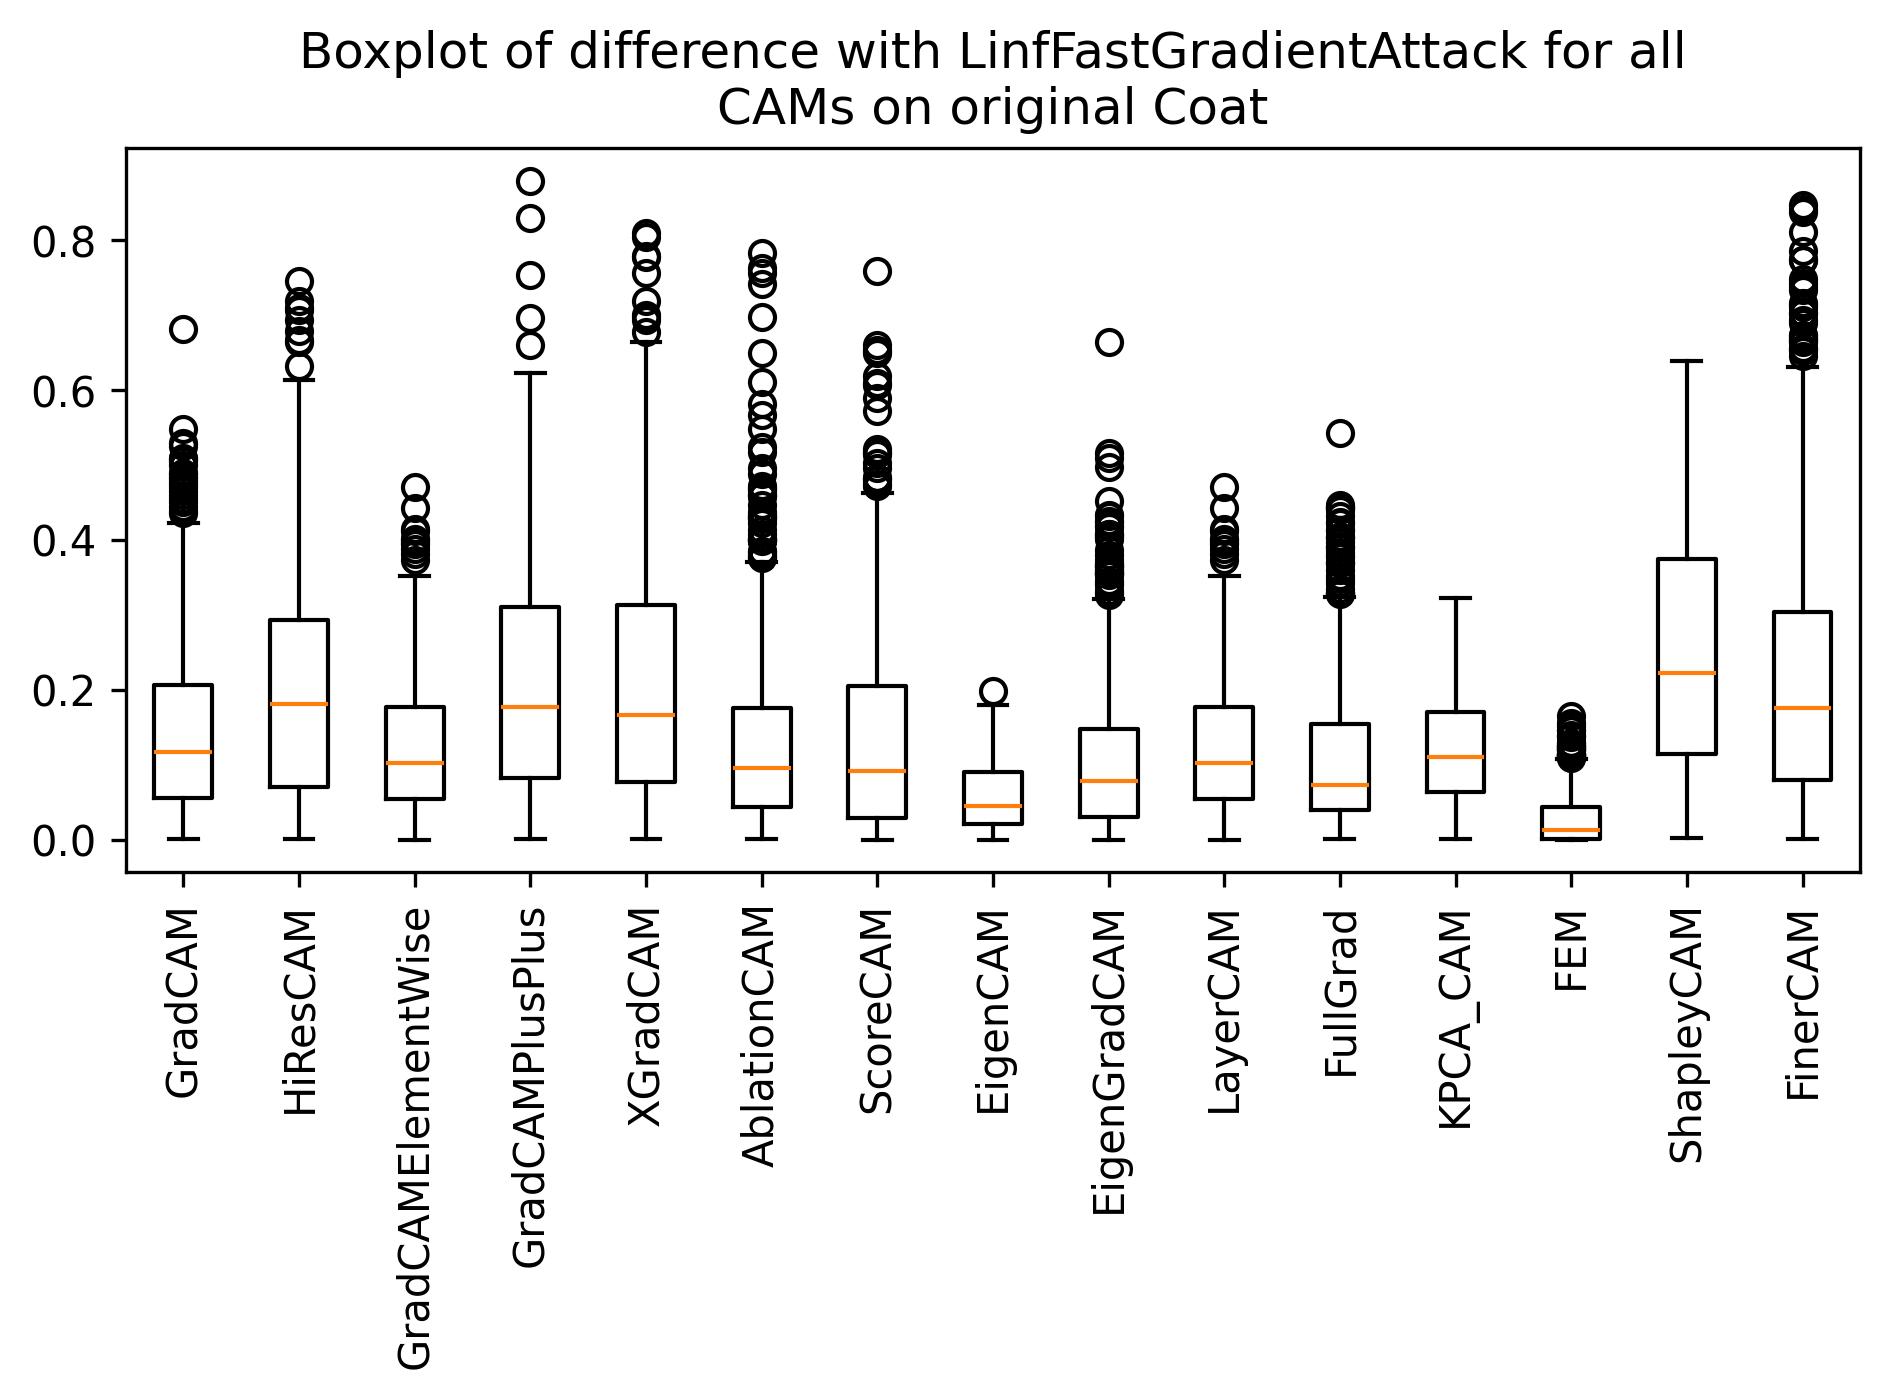 Boxplot of difference with LinfFastGradientAttack for all
CAMs on original Coat
0.8
0.6
0.4
0.2
0.0
GradCAM
HiResCAM
GradCAMElementWise
GradCAMPlusPlus
XGradCAM
AblationCAM
ScoreCAM
EigenCAM
EigenGradCAM
LayerCAM
FullGrad
KPCA_CAM
FEM
ShapleyCAM
FinerCAM